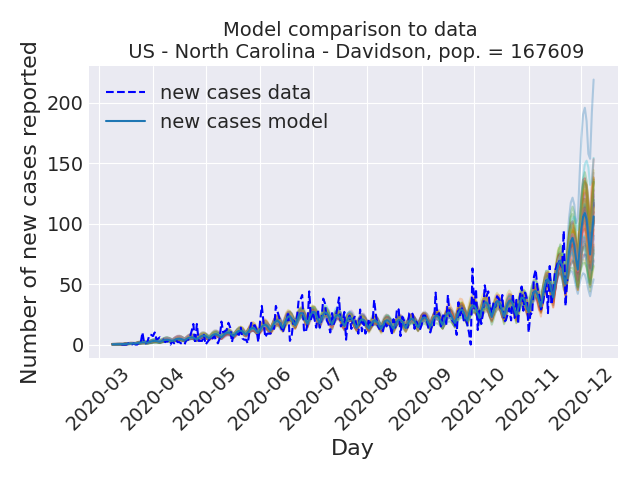 Model comparison to data
US - North Carolina - Davidson, pop. = 167609
Number of new cases reported
new cases data
new cases model
200
150
100
50
0
2020-03
2020-04
2020-05
2020-06
2020-07
2020-08
2020-09
2020-10
2020-11
2020-12
Day